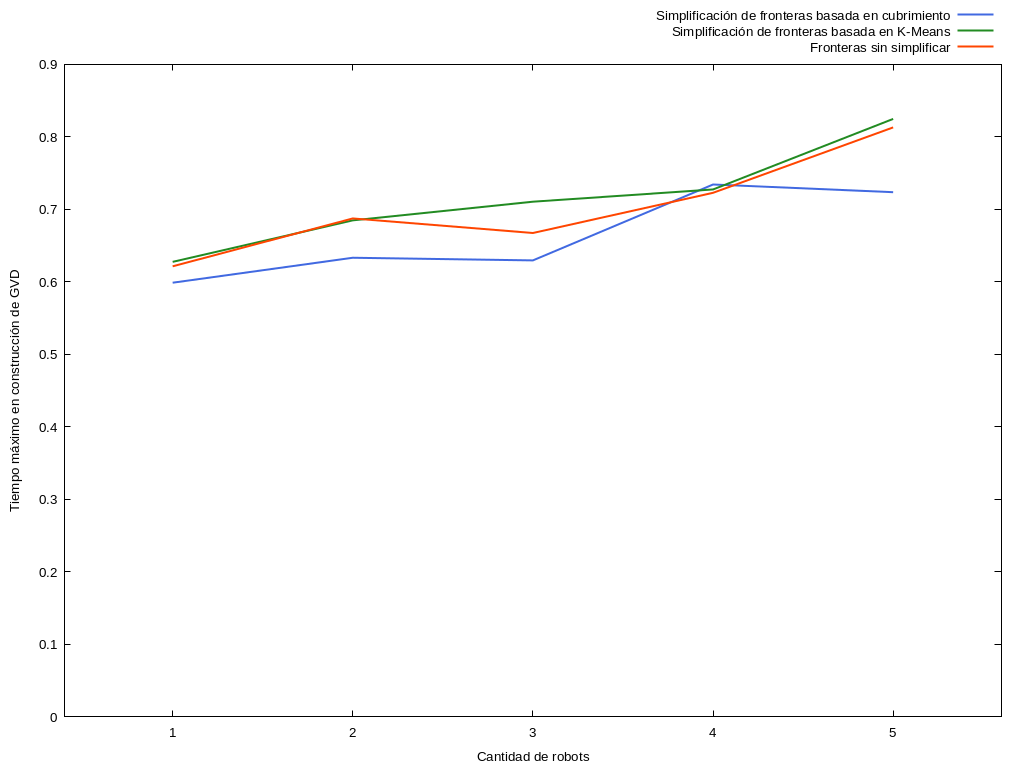 Simplificación de fronteras basada en cubrimiento
Simplificación de fronteras basada en K-Means
Fronteras sin simplificar
0.9
0.8
0.7
0.6
0.5
0.4
0.3
0.2
0.1
0
Tiempo máximo en construcción de GVD
1 2 3 4 5
Cantidad de robots